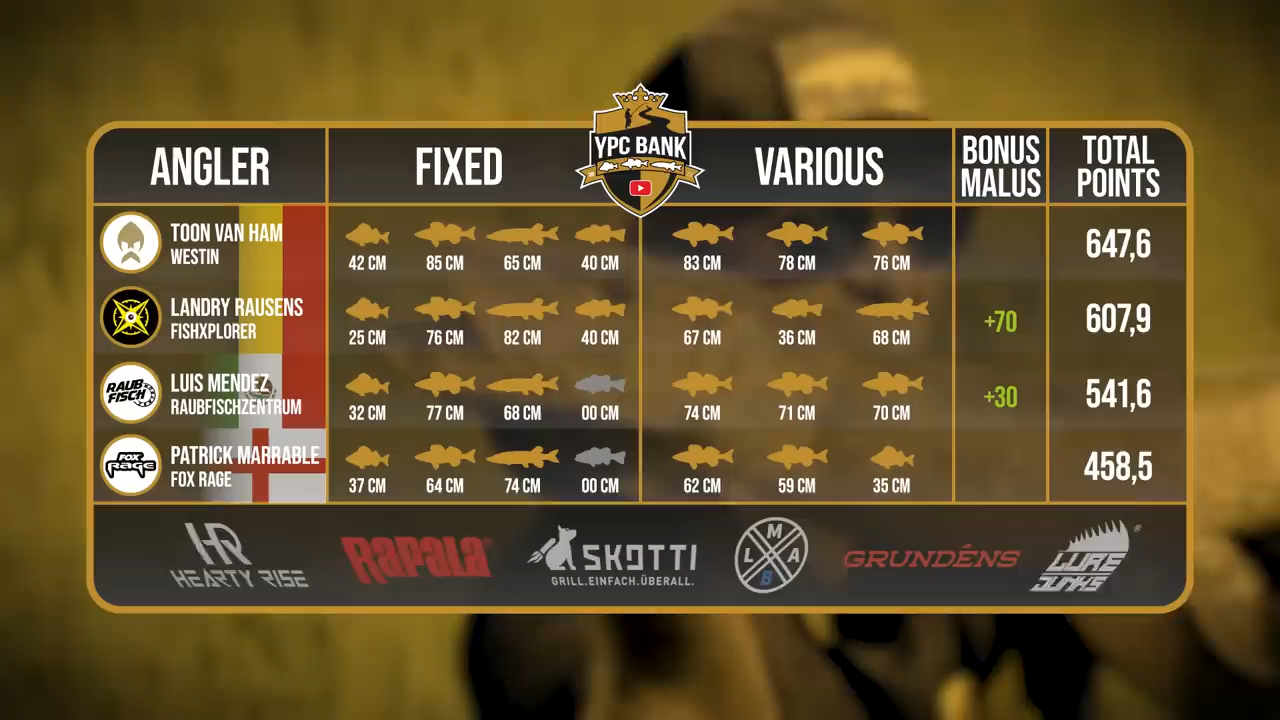 YPC BANK
ANGLER FIXED VARIOUS BONUS MALUS TOTAL POINTS
TOON VAN HAM
WESTIN
42 CM 85 CM 65 CM 40 CM 83 CM 78 CM 76 CM 647,6
LANDRY RAUSENS
FISHXPLORER
25 CM 76 CM 82 CM 40 CM 67 CM 36 CM 68 CM +70 607,9
RAUB
FISCH
LUIS MENDEZ
RAUBFISCHZENTRUM
32 CM 77 CM 68 CM 00 CM 74 CM 71 CM 70 CM +30 541,6
FOX
RAGE
PATRICK MARRABLE
FOX RAGE
37 CM 64 CM 74 CM 00 CM 62 CM 59 CM 35 CM 458,5
HR
HEARTY RISE
RAPALA®
SKOTTI
GRILL.EINFACH.ÜBERALL.
M
L A
B
GRUNDÉNS
LURE
JUNKS
®